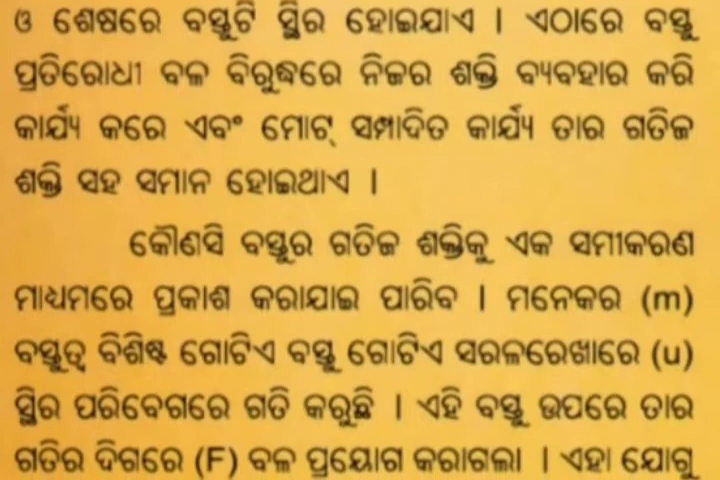 ଓ ଶେଷରେ ବସ୍ତୁଟି ସ୍ଥିର ହୋଇଯାଏ । ଏଠାରେ ବସ୍ତୁ
ପ୍ରତିରୋଧୀ ବଳ ବିରୁଦ୍ଧରେ ନିଜର ଶକ୍ତି ବ୍ୟବହାର କରି
କାର୍ଯ୍ୟ କରେ ଏବଂ ମୋଟ୍ ସମ୍ପାଦିତ କାର୍ଯ୍ୟ ତାର ଗତିଜ
ଶକ୍ତି ସହ ସମାନ ହୋଇଥାଏ ।
କୌଣସି ବସ୍ତୁର ଗତିଜ ଶକ୍ତିକୁ ଏକ ସମୀକରଣ
ମାଧ୍ୟମରେ ପ୍ରକାଶ କରାଯାଇ ପାରିବ । ମନେକର (m)
ବସ୍ତୁତ୍ୱ ବିଶିଷ୍ଟ ଗୋଟିଏ ବସ୍ତୁ ଗୋଟିଏ ସରଳରେଖାରେ (u)
ସ୍ଥିର ପରିବେଗରେ ଗତି କରୁଛି । ଏହି ବସ୍ତୁ ଉପରେ ତାର
ଗତିର ଦିଗରେ (F) ବଳ ପ୍ରୟୋଗ କରାଗଲା । ଏହା ଯୋଗୁ